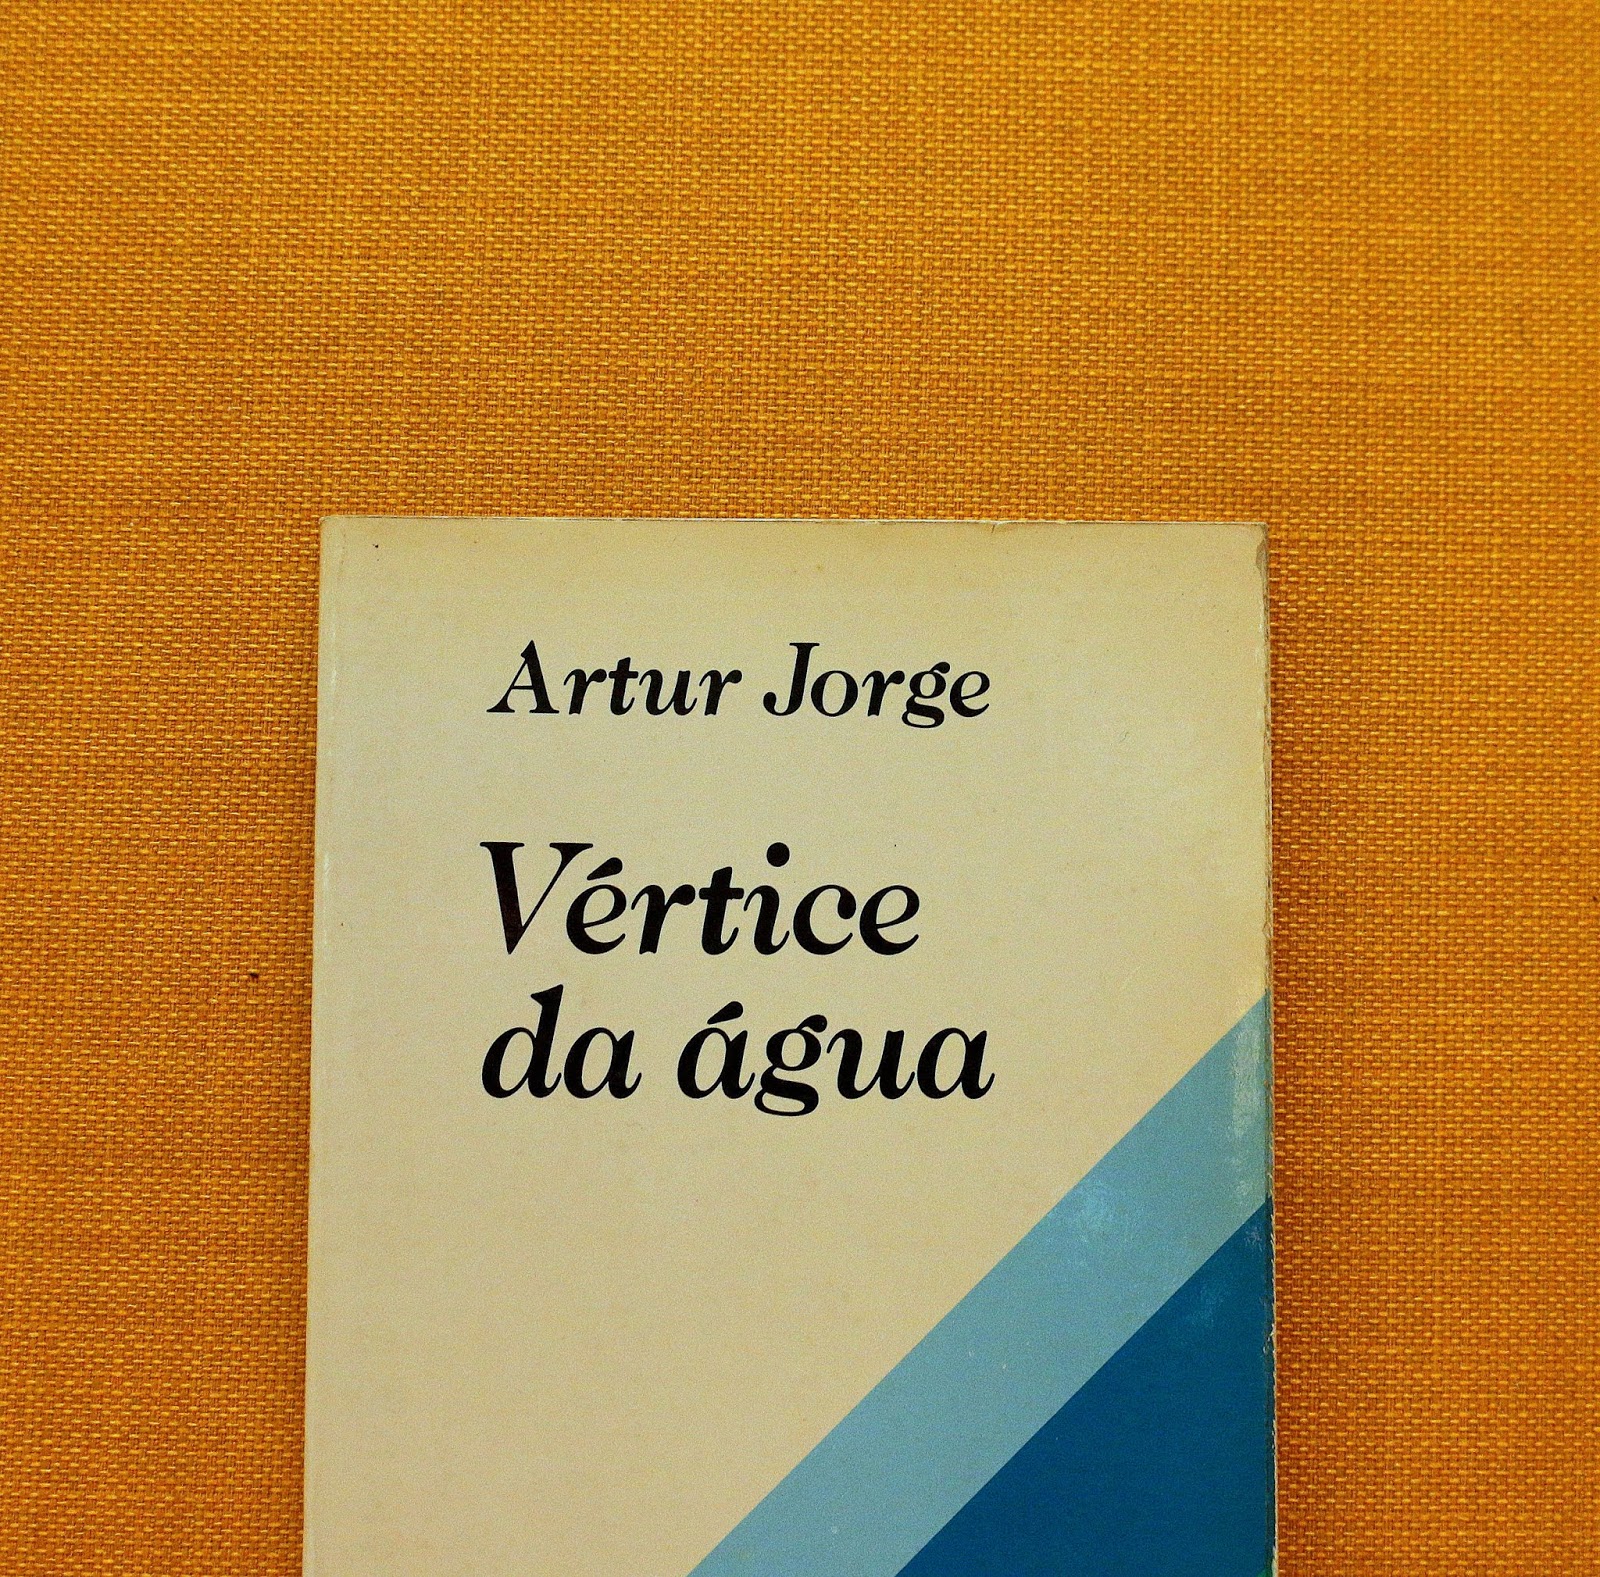 Artur Jorge
Vértice
da água